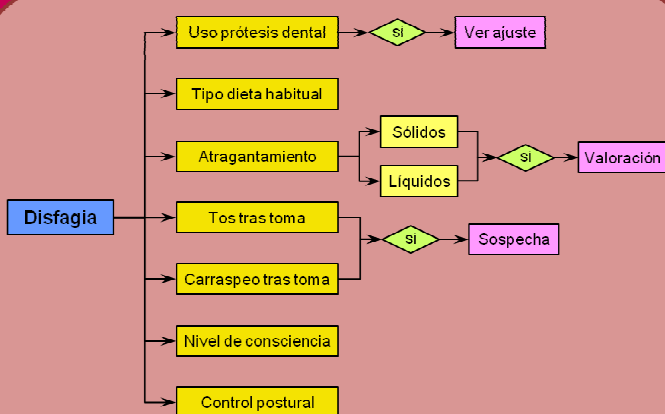 Uso prótesis dental
SI
Ver ajuste
Tipo dieta habitual
Sólidos
Atragantamiento
SI
Valoración
Líquidos
Disfagia
Tos tras toma
SI
Sospecha
Carraspeo tras toma
Nivel de consciencia
Control postural